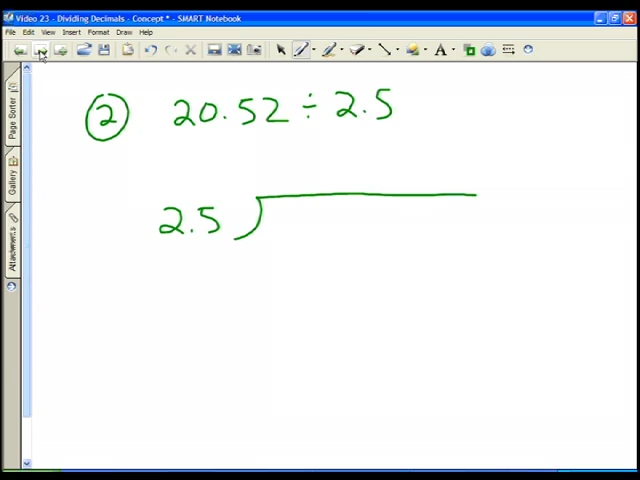 Video 23 - Dividing Decimals - Concept * - SMART Notebook
File Edit View Insert Format Draw Help
Page Sorter
Gallery
Attachments
② 20.52 ÷ 2.5
2.5